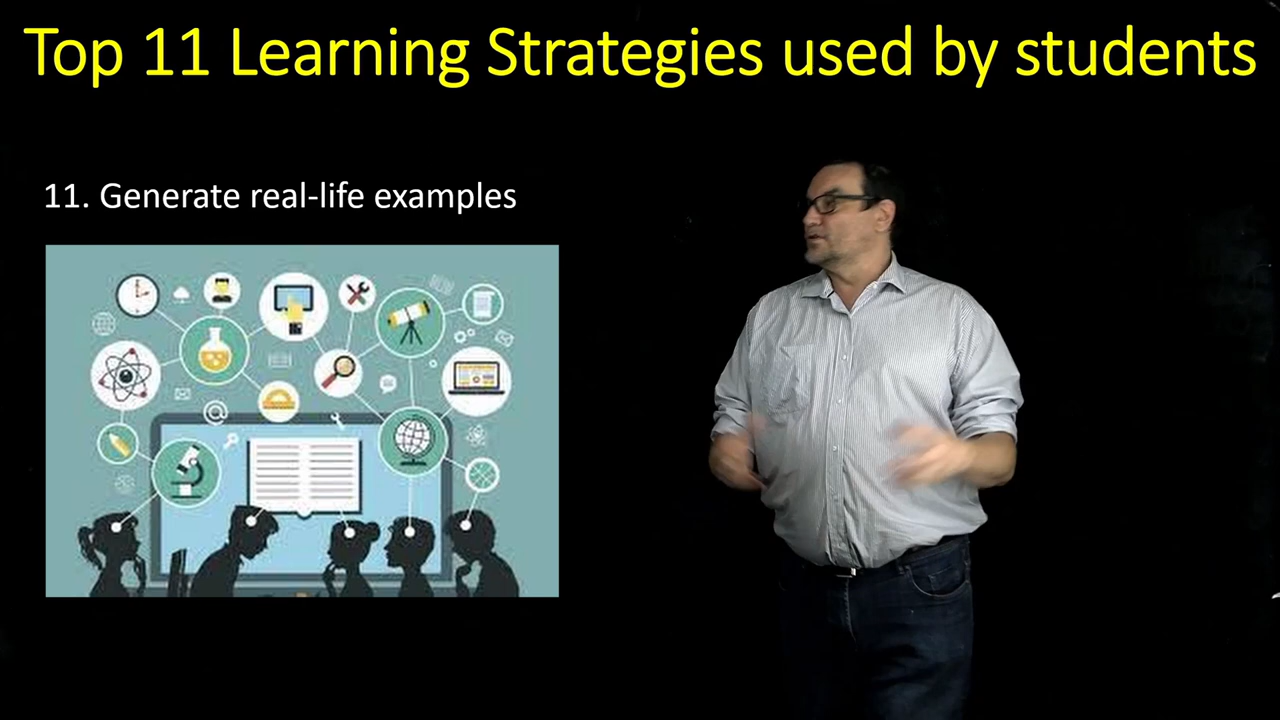 Top 11 Learning Strategies used by students
11. Generate real-life examples
@